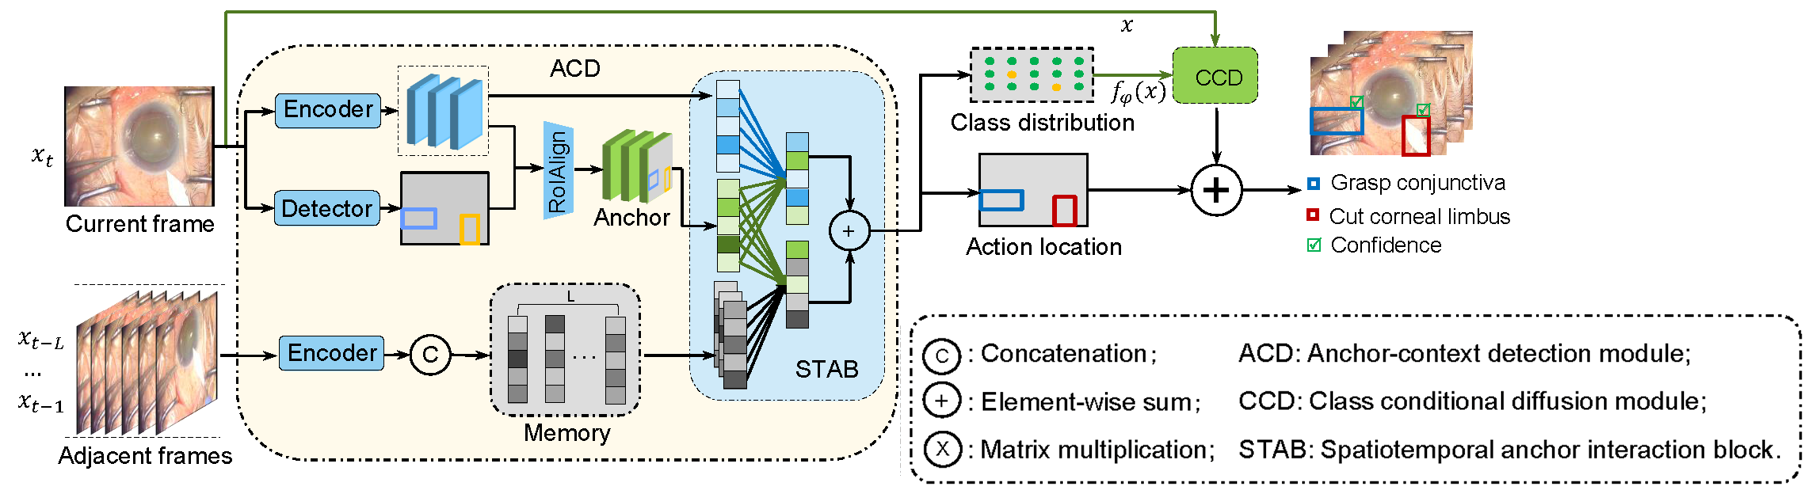 x
ACD
Encoder
CCD
f_φ(x)
Class distribution
x_t
RoIAlign
Detector
Anchor
Current frame
Grasp conjunctiva
Cut corneal limbus
Confidence
+
+
Action location
L
x_{t-L}
...
x_{t-1}
Encoder
C
...
STAB
Memory
Adjacent frames
C : Concatenation; ACD: Anchor-context detection module;
+ : Element-wise sum; CCD: Class conditional diffusion module;
X : Matrix multiplication; STAB: Spatiotemporal anchor interaction block.